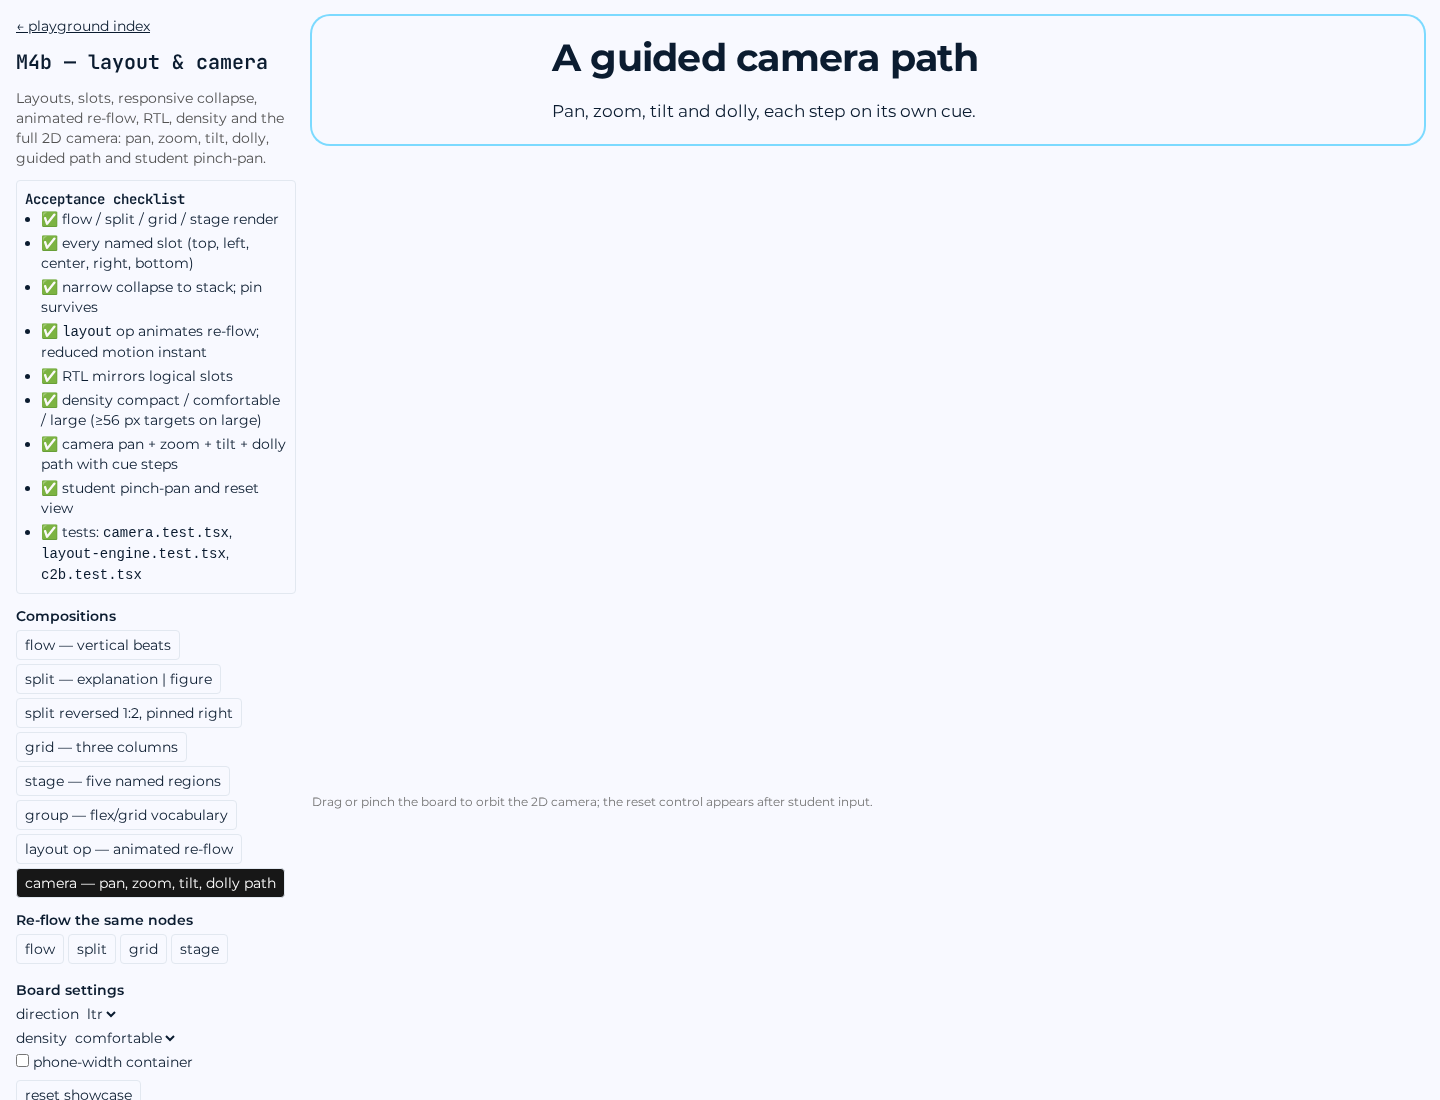 ← playground index
M4b — layout & camera
Layouts, slots, responsive collapse,
animated re-flow, RTL, density and the
full 2D camera: pan, zoom, tilt, dolly,
guided path and student pinch-pan.
Acceptance checklist
• ✅ flow / split / grid / stage render
• ✅ every named slot (top, left,
center, right, bottom)
• ✅ narrow collapse to stack; pin
survives
• ✅ layout op animates re-flow;
reduced motion instant
• ✅ RTL mirrors logical slots
• ✅ density compact / comfortable
/ large (≥56 px targets on large)
• ✅ camera pan + zoom + tilt + dolly
path with cue steps
• ✅ student pinch-pan and reset
view
• ✅ tests: camera.test.tsx,
layout-engine.test.tsx,
c2b.test.tsx
Compositions
flow — vertical beats
split — explanation | figure
split reversed 1:2, pinned right
grid — three columns
stage — five named regions
group — flex/grid vocabulary
layout op — animated re-flow
camera — pan, zoom, tilt, dolly path
Re-flow the same nodes
flow split grid stage
Board settings
direction ltr
density comfortable
phone-width container
reset showcase
A guided camera path
Pan, zoom, tilt and dolly, each step on its own cue.
Drag or pinch the board to orbit the 2D camera; the reset control appears after student input.